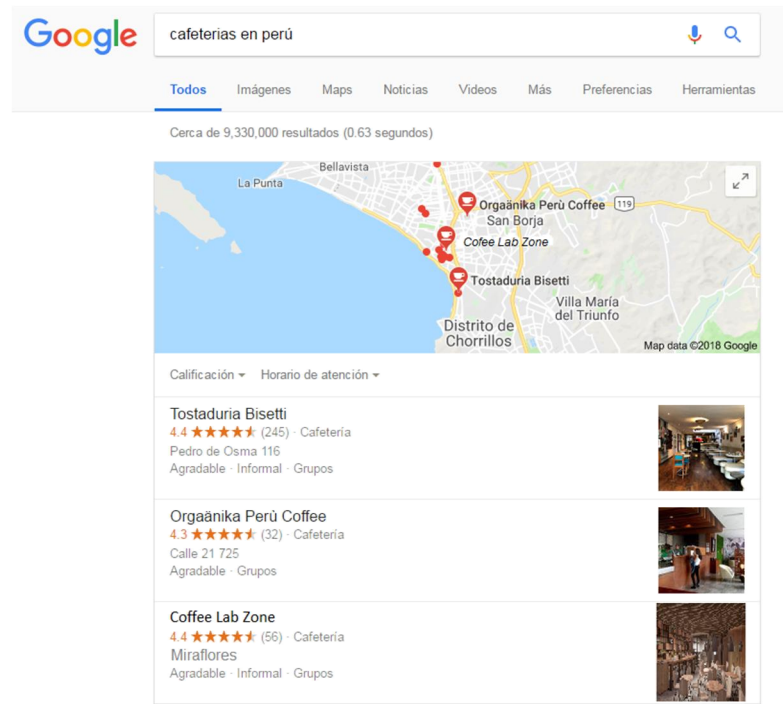 Google
cafeterias en perú
Todos Imágenes Maps Noticias Videos Más Preferencias Herramientas
Cerca de 9,330,000 resultados (0.63 segundos)
Bellavista
La Punta
Orgaänika Perù Coffee
119
San Borja
Cofee Lab Zone
Tostaduria Bisetti
Villa María
del Triunfo
Distrito de
Chorrillos
Map data ©2018 Google
Calificación Horario de atención
Tostaduria Bisetti
4.4 (245) · Cafetería
Pedro de Osma 116
Agradable · Informal · Grupos
Orgaänika Perù Coffee
4.3 (32) · Cafetería
Calle 21 725
Agradable · Grupos
Coffee Lab Zone
4.4 (56) · Cafetería
Miraflores
Agradable · Informal · Grupos